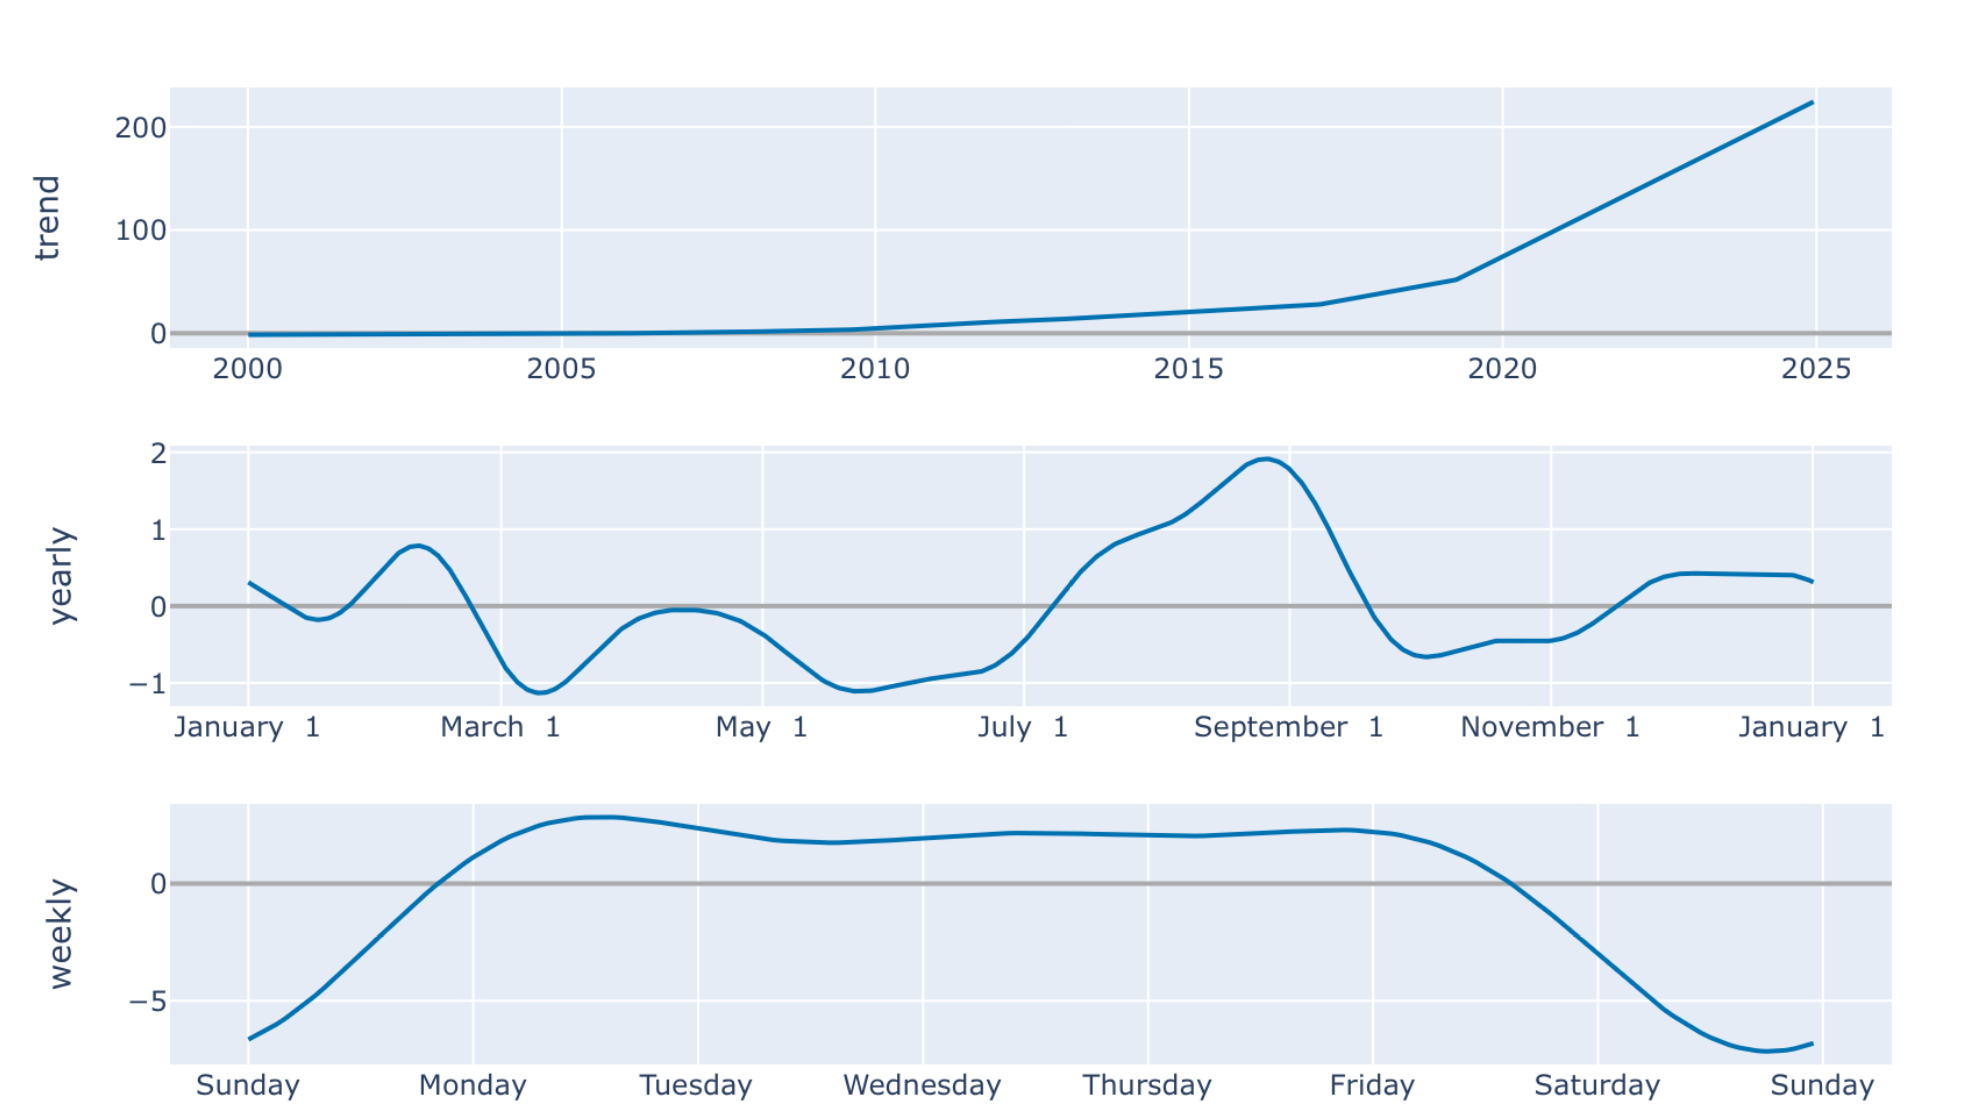 trend
200
100
0
2000 2005 2010 2015 2020 2025
yearly
2
1
0
−1
January 1 March 1 May 1 July 1 September 1 November 1 January 1
weekly
0
−5
Sunday Monday Tuesday Wednesday Thursday Friday Saturday Sunday